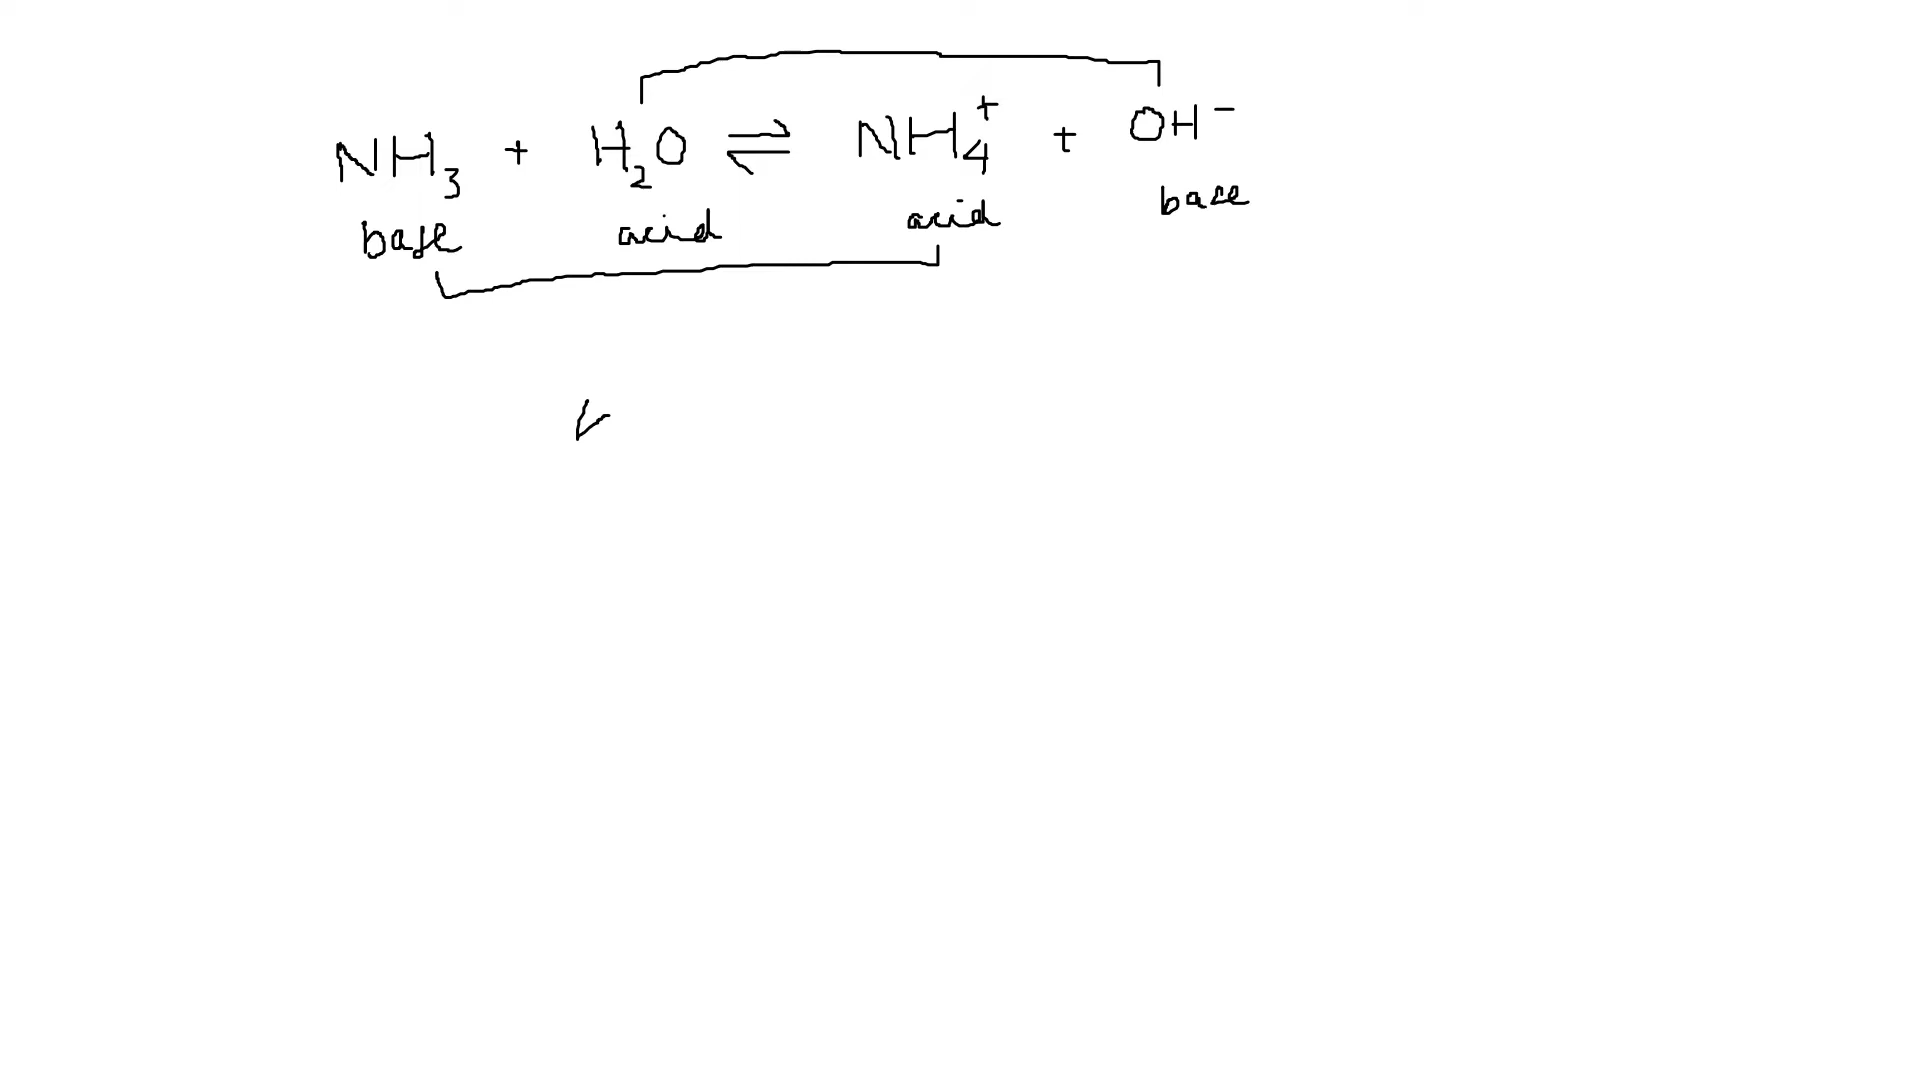 NH₃ + H₂O ⇌ NH₄⁺ + OH⁻
base acid acid base